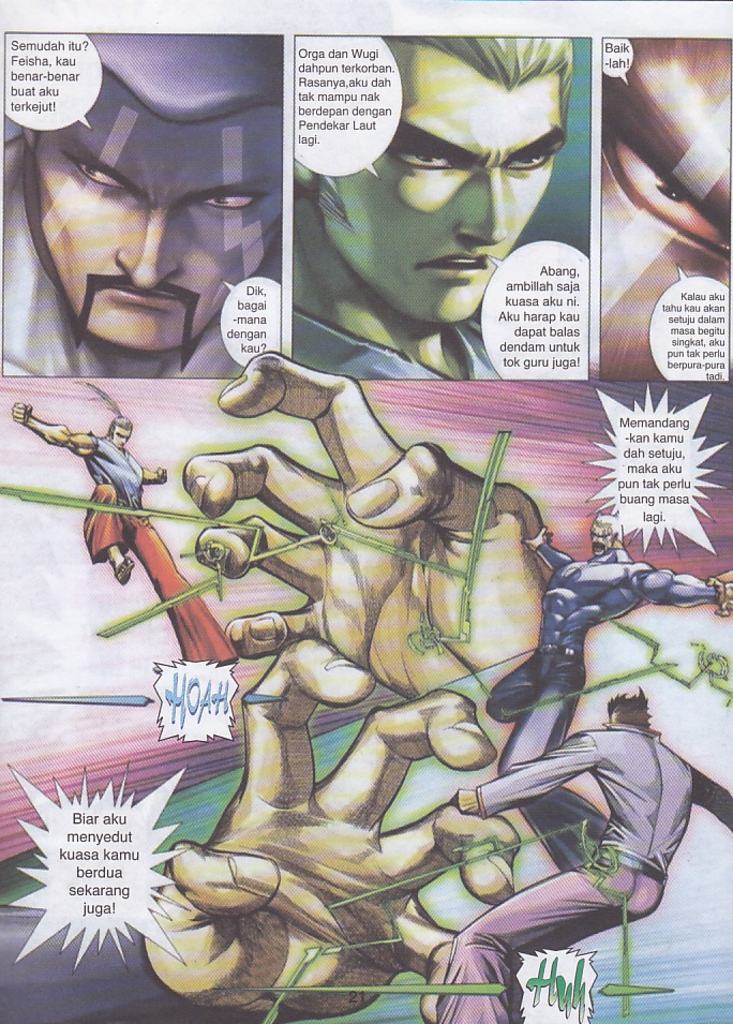 Semudah itu?
Feisha, kau
benar-benar
buat aku
terkejut!
Dik,
bagai
-mana
dengan
kau?
Orga dan Wugi
dahpun terkorban.
Rasanya,aku dah
tak mampu nak
berdepan dengan
Pendekar Laut
lagi.
Abang,
ambillah saja
kuasa aku ni.
Aku harap kau
dapat balas
dendam untuk
tok guru juga!
Baik
-lah!
Kalau aku
tahu kau akan
setuju dalam
masa begitu
singkat, aku
pun tak perlu
berpura-pura
tadi.
Memandang
-kan kamu
dah setuju,
maka aku
pun tak perlu
buang masa
lagi.
HOAH
Biar aku
menyedut
kuasa kamu
berdua
sekarang
juga!
Huh
21